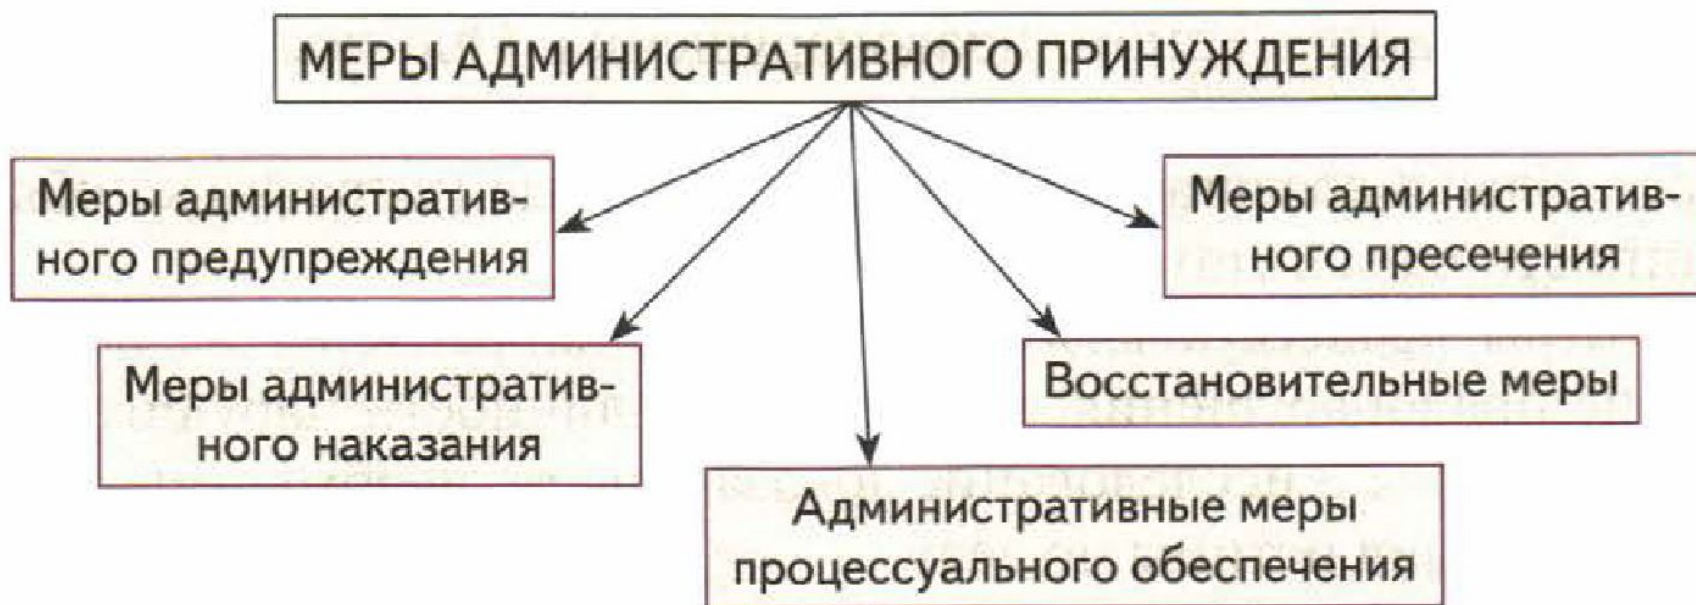 МЕРЫ АДМИНИСТРАТИВНОГО ПРИНУЖДЕНИЯ
Меры административ-
ного предупреждения
Меры административ-
ного пресечения
Меры административ-
ного наказания
Восстановительные меры
Административные меры
процессуального обеспечения